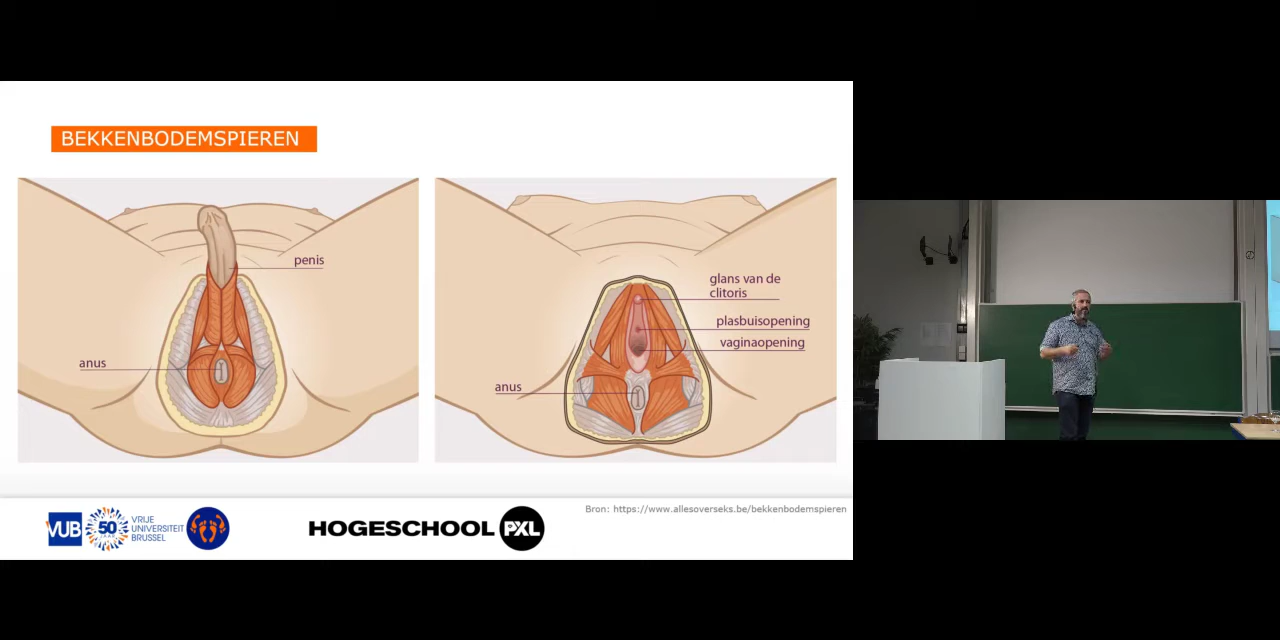 BEKKENBODEMSPIEREN
penis
anus
glans van de
clitoris
plasbuisopening
vaginaopening
anus
VUB
50
JAAR
VRIJE
UNIVERSITEIT
BRUSSEL
HOGESCHOOL PXL
Bron: https://www.allesoverseks.be/bekkenbodemspieren